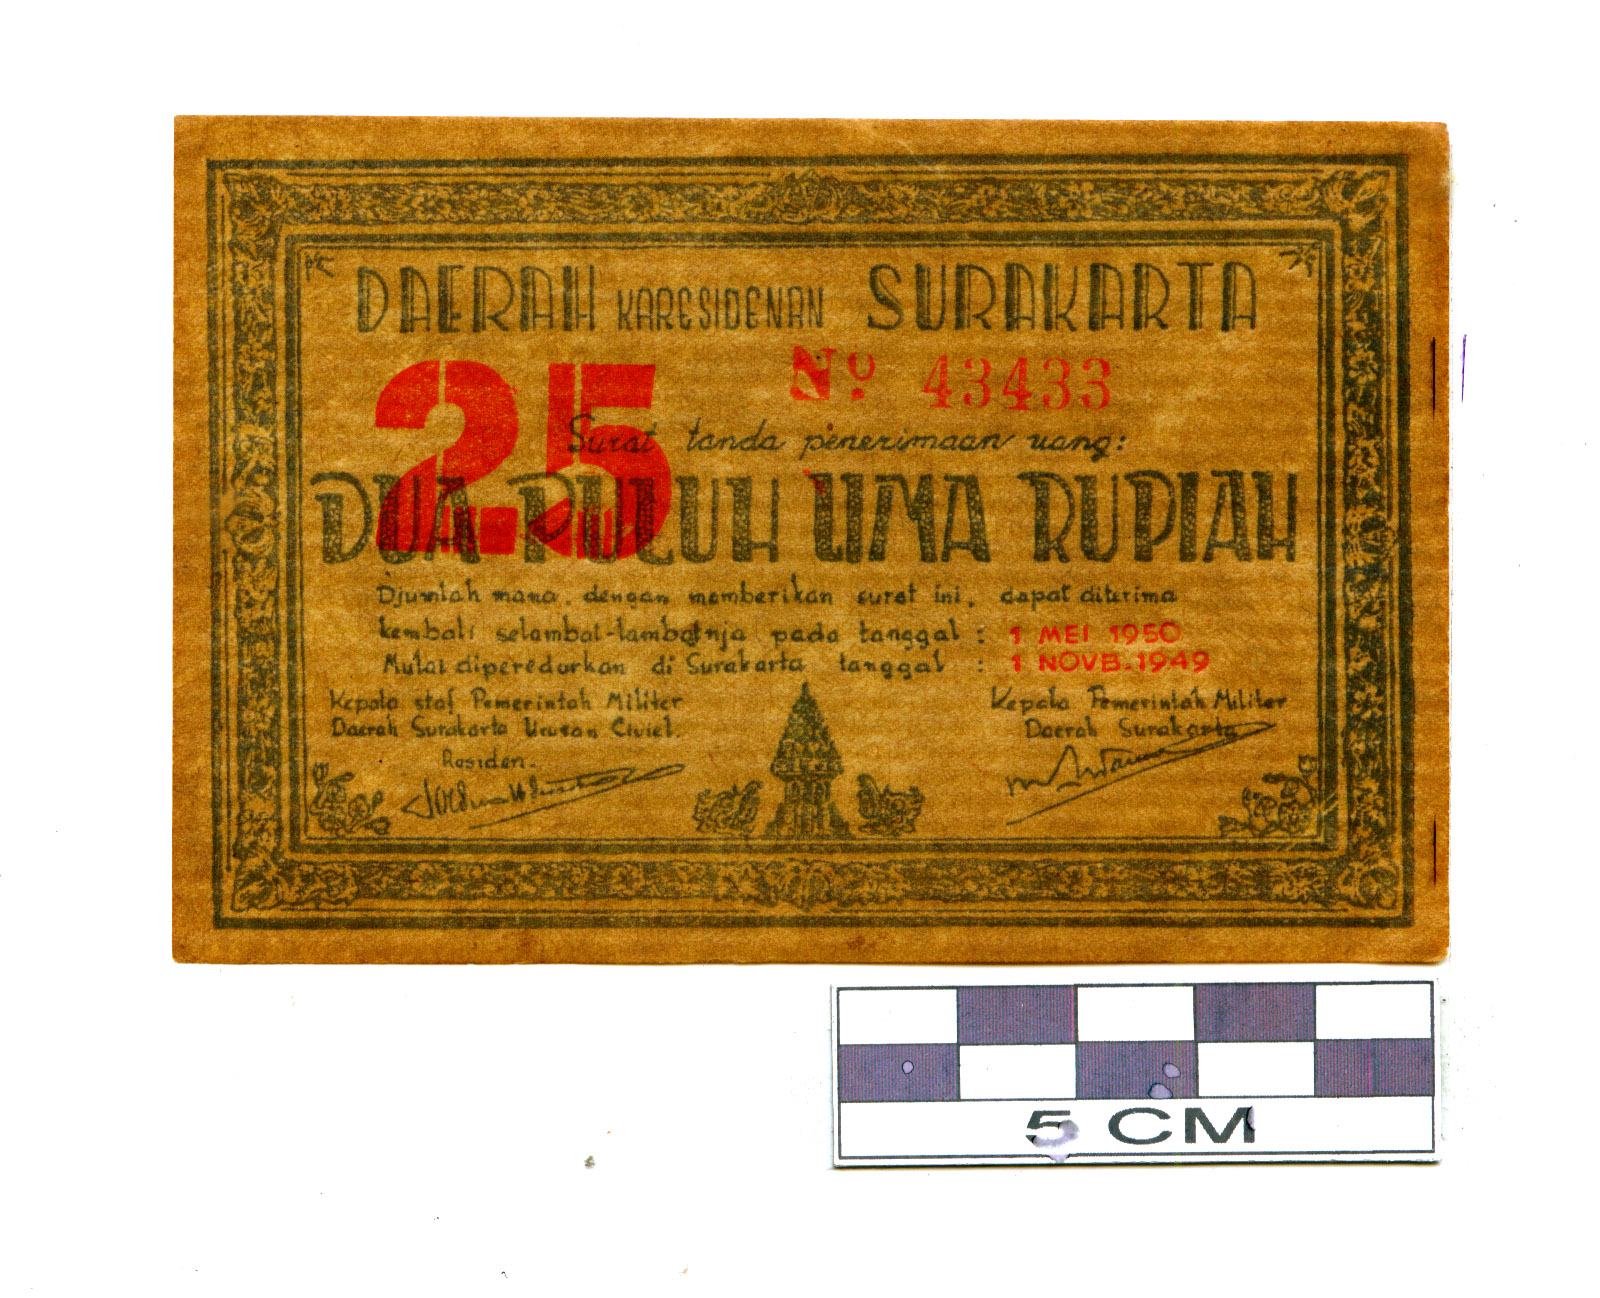 DAERAH KARESIDENAN SURAKARTA
25
No. 43433
Surat tanda penerimaan uang:
DUA PULUH LIMA RUPIAH
Djumlah mana, dengan memberikan surat ini, dapat diterima
kembali selambat-lambatnja pada tanggal : 1 MEI 1950
Mulai diperedarkan di Surakarta tanggal : 1 NOVB. 1949
Kepala staf Pemerintah Militer
Daerah Surakarta Urusan Civiel.
Residen.
Kepala Pemerintah Militer
Daerah Surakarta
5 CM